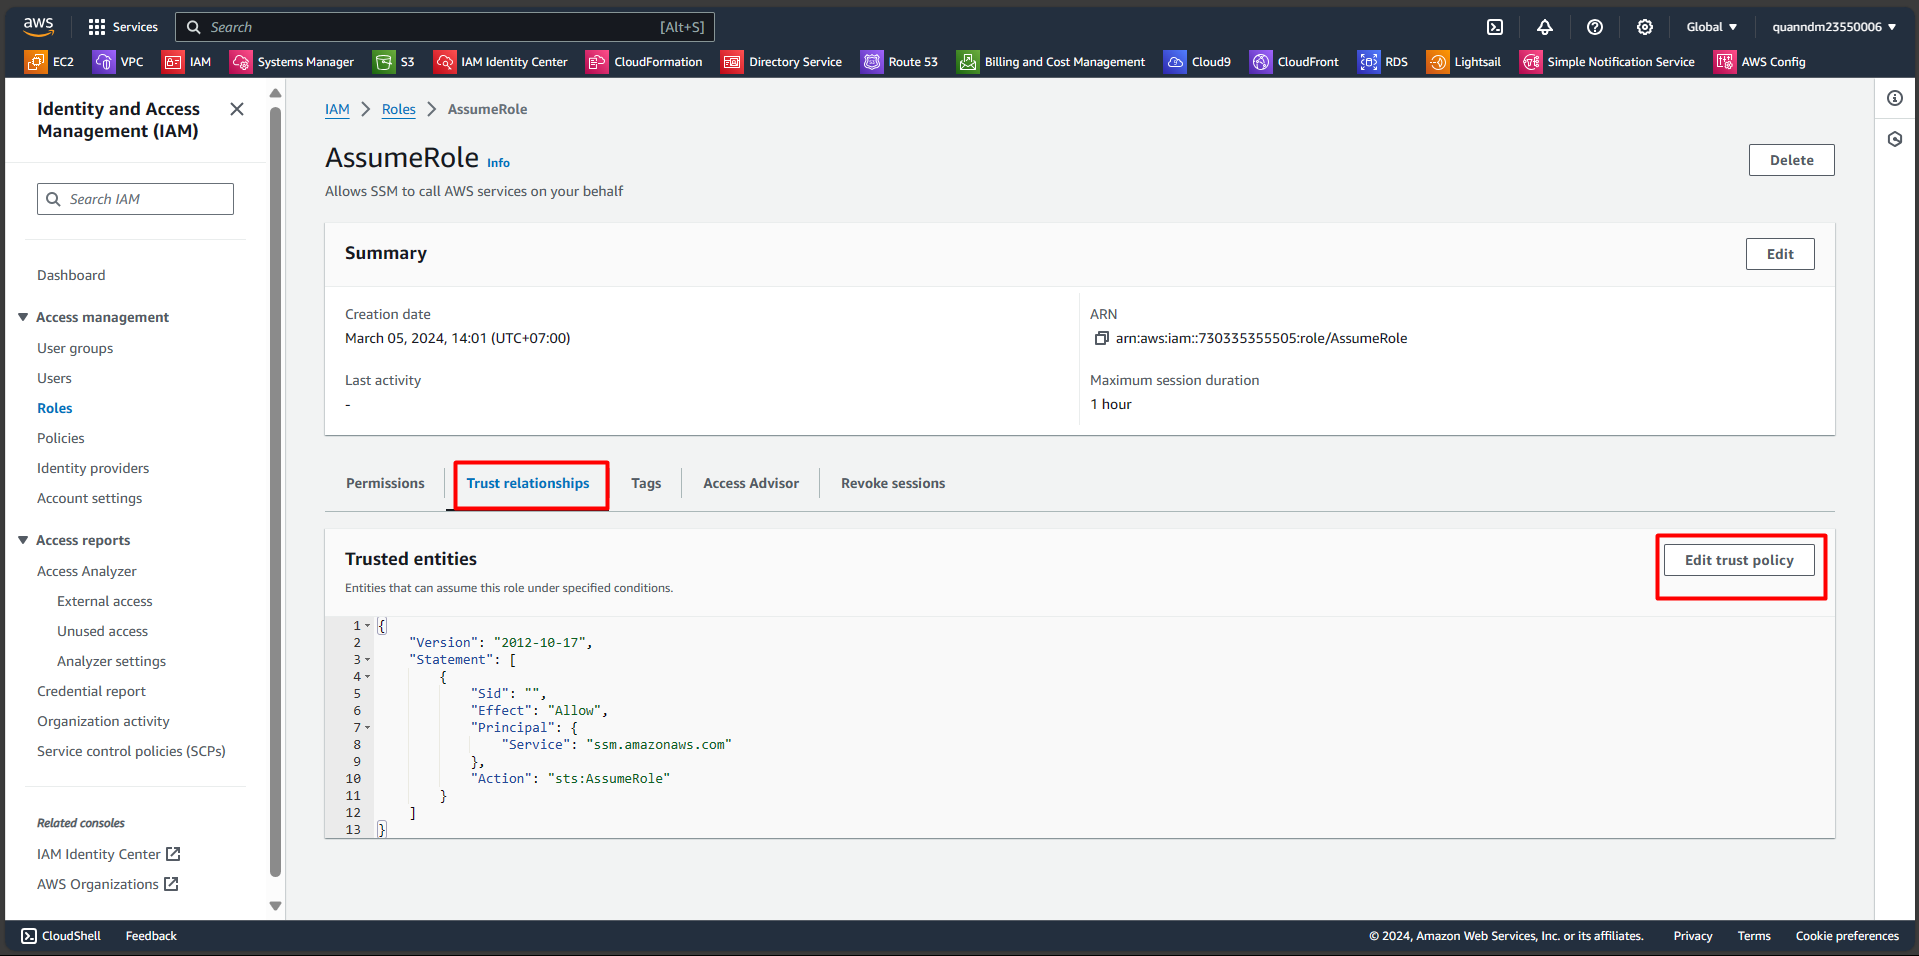 aws
Services
Search
[Alt+S]
Global
quanndm23550006
EC2
VPC
IAM
Systems Manager
S3
IAM Identity Center
CloudFormation
Directory Service
Route 53
Billing and Cost Management
Cloud9
CloudFront
RDS
Lightsail
Simple Notification Service
AWS Config
Identity and Access
Management (IAM)
Search IAM
Dashboard
Access management
User groups
Users
Roles
Policies
Identity providers
Account settings
Access reports
Access Analyzer
External access
Unused access
Analyzer settings
Credential report
Organization activity
Service control policies (SCPs)
Related consoles
IAM Identity Center
AWS Organizations
IAM > Roles > AssumeRole
AssumeRole Info
Delete
Allows SSM to call AWS services on your behalf
Summary
Edit
Creation date
March 05, 2024, 14:01 (UTC+07:00)
ARN
arn:aws:iam::730335355505:role/AssumeRole
Last activity
-
Maximum session duration
1 hour
Permissions
Trust relationships
Tags
Access Advisor
Revoke sessions
Trusted entities
Edit trust policy
Entities that can assume this role under specified conditions.
1 {
2 "Version": "2012-10-17",
3 "Statement": [
4 {
5 "Sid": "",
6 "Effect": "Allow",
7 "Principal": {
8 "Service": "ssm.amazonaws.com"
9 },
10 "Action": "sts:AssumeRole"
11 }
12 ]
13 }
CloudShell
Feedback
© 2024, Amazon Web Services, Inc. or its affiliates.
Privacy
Terms
Cookie preferences